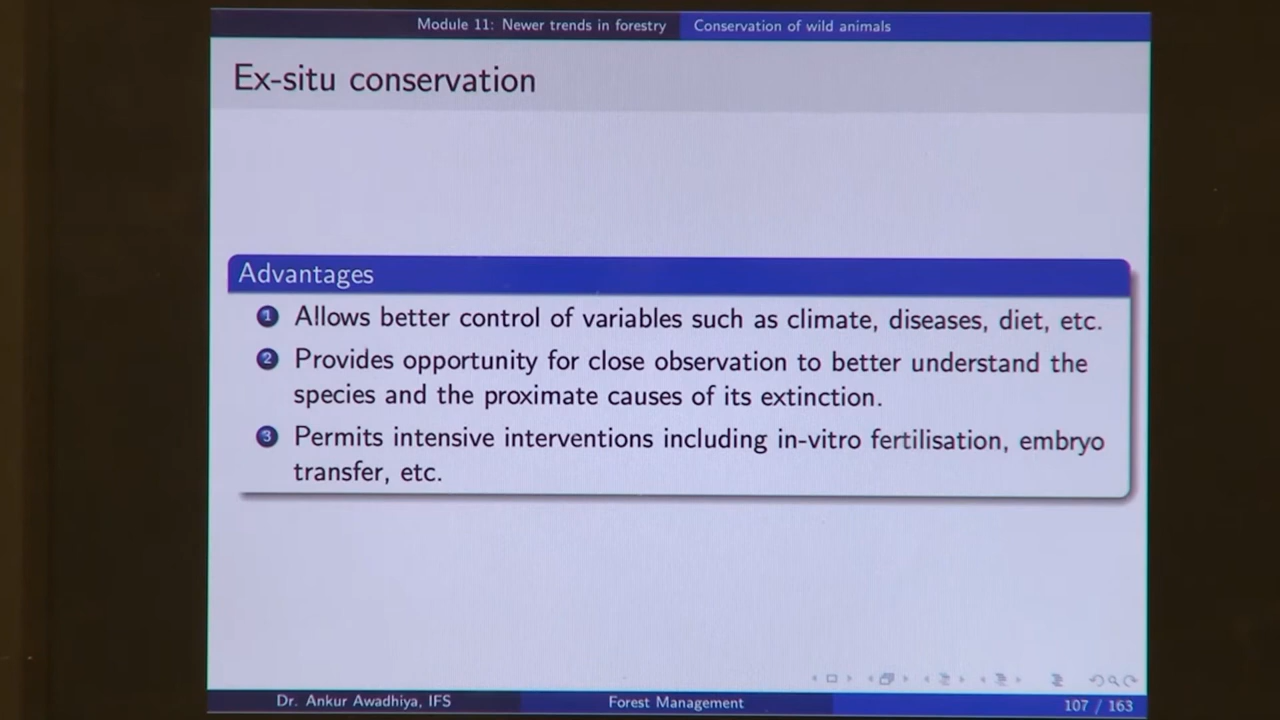 Module 11: Newer trends in forestry Conservation of wild animals
Ex-situ conservation
Advantages
1 Allows better control of variables such as climate, diseases, diet, etc.
2 Provides opportunity for close observation to better understand the
species and the proximate causes of its extinction.
3 Permits intensive interventions including in-vitro fertilisation, embryo
transfer, etc.
Dr. Ankur Awadhiya, IFS Forest Management 107 / 163